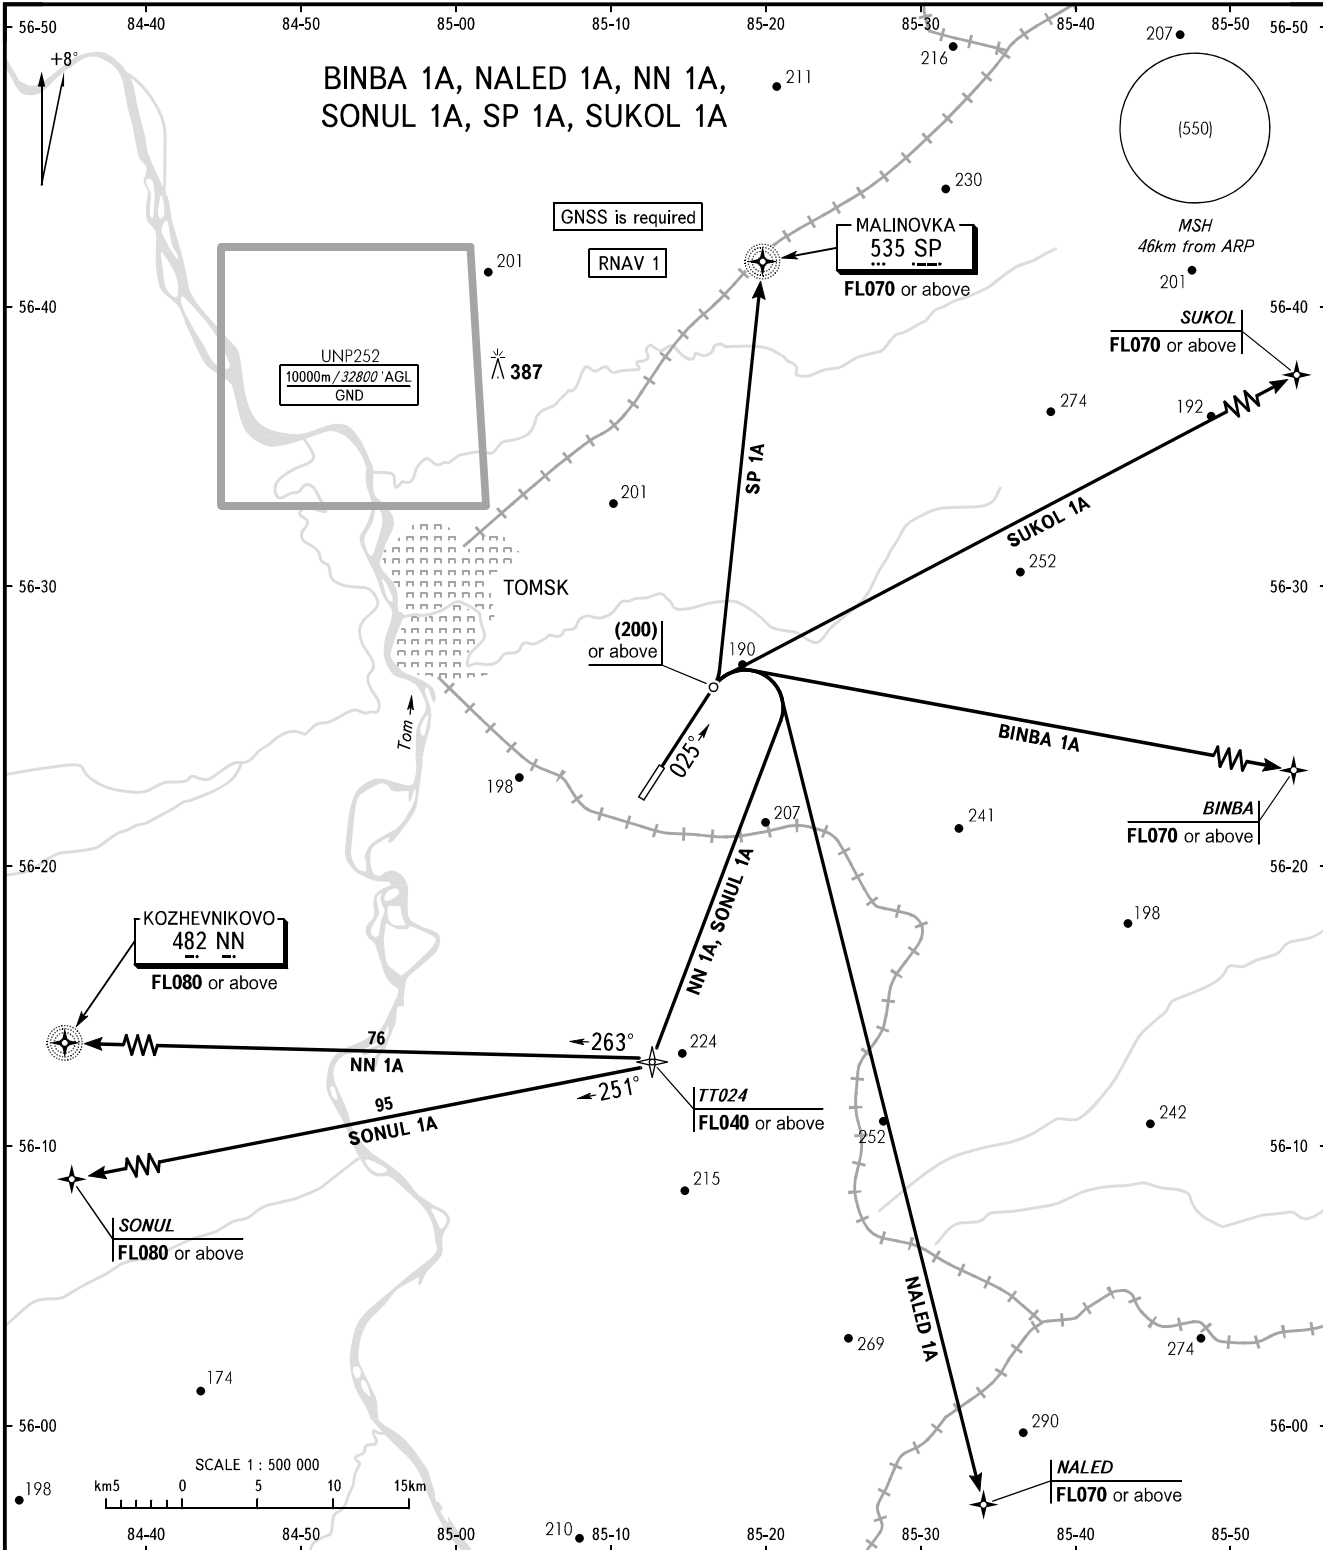 84-40 84-50 85-00 85-10 85-20 85-30 85-40 85-50
56-50 56-50
+8°
BINBA 1A, NALED 1A, NN 1A,
SONUL 1A, SP 1A, SUKOL 1A
211
216
207
(550)
MSH
46km from ARP
230
GNSS is required
RNAV 1
MALINOVKA
535 SP
FL070 or above
201
201
56-40 56-40
SUKOL
FL070 or above
UNP252
10000m/32800'AGL
GND
387
274
192
SP 1A
201
SUKOL 1A
252
56-30 56-30
TOMSK
(200)
or above
190
Tom
025°
BINBA 1A
198
207
241
BINBA
FL070 or above
56-20 56-20
NN 1A, SONUL 1A
KOZHEVNIKOVO
482 NN
FL080 or above
198
76
NN 1A
263°
224
251°
95
SONUL 1A
TT024
FL040 or above
252
242
56-10 56-10
215
SONUL
FL080 or above
NALED 1A
269
274
174
290
56-00 56-00
SCALE 1 : 500 000
km5 0 5 10 15km
198
NALED
FL070 or above
210
84-40 84-50 85-00 85-10 85-20 85-30 85-40 85-50